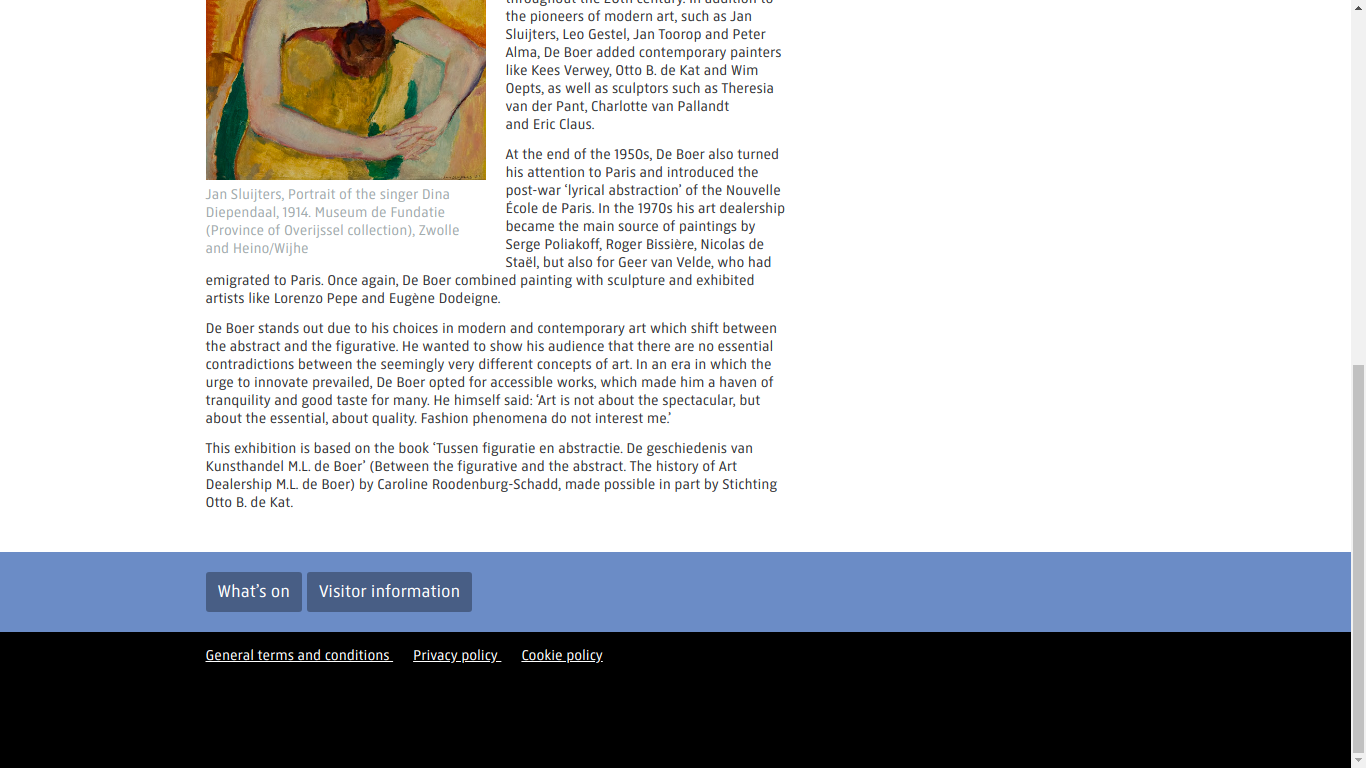 throughout the 20th century. In addition to
the pioneers of modern art, such as Jan
Sluijters, Leo Gestel, Jan Toorop and Peter
Alma, De Boer added contemporary painters
like Kees Verwey, Otto B. de Kat and Wim
Oepts, as well as sculptors such as Theresia
van der Pant, Charlotte van Pallandt
and Eric Claus.
Jan Sluijters, Portrait of the singer Dina
Diependaal, 1914. Museum de Fundatie
(Province of Overijssel collection), Zwolle
and Heino/Wijhe
At the end of the 1950s, De Boer also turned
his attention to Paris and introduced the
post-war ‘lyrical abstraction’ of the Nouvelle
École de Paris. In the 1970s his art dealership
became the main source of paintings by
Serge Poliakoff, Roger Bissière, Nicolas de
Staël, but also for Geer van Velde, who had
emigrated to Paris. Once again, De Boer combined painting with sculpture and exhibited
artists like Lorenzo Pepe and Eugène Dodeigne.
De Boer stands out due to his choices in modern and contemporary art which shift between
the abstract and the figurative. He wanted to show his audience that there are no essential
contradictions between the seemingly very different concepts of art. In an era in which the
urge to innovate prevailed, De Boer opted for accessible works, which made him a haven of
tranquility and good taste for many. He himself said: ‘Art is not about the spectacular, but
about the essential, about quality. Fashion phenomena do not interest me.’
This exhibition is based on the book ‘Tussen figuratie en abstractie. De geschiedenis van
Kunsthandel M.L. de Boer’ (Between the figurative and the abstract. The history of Art
Dealership M.L. de Boer) by Caroline Roodenburg-Schadd, made possible in part by Stichting
Otto B. de Kat.
What’s on
Visitor information
General terms and conditions
Privacy policy
Cookie policy